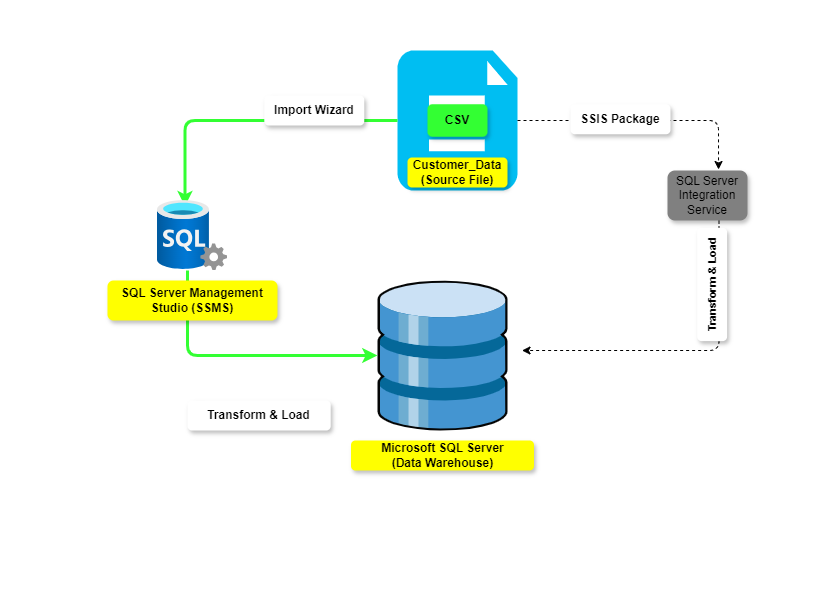 Import Wizard
CSV
SSIS Package
Customer_Data
(Source File)
SQL Server
Integration
Service
SQL
Transform & Load
SQL Server Management
Studio (SSMS)
Transform & Load
Microsoft SQL Server
(Data Warehouse)